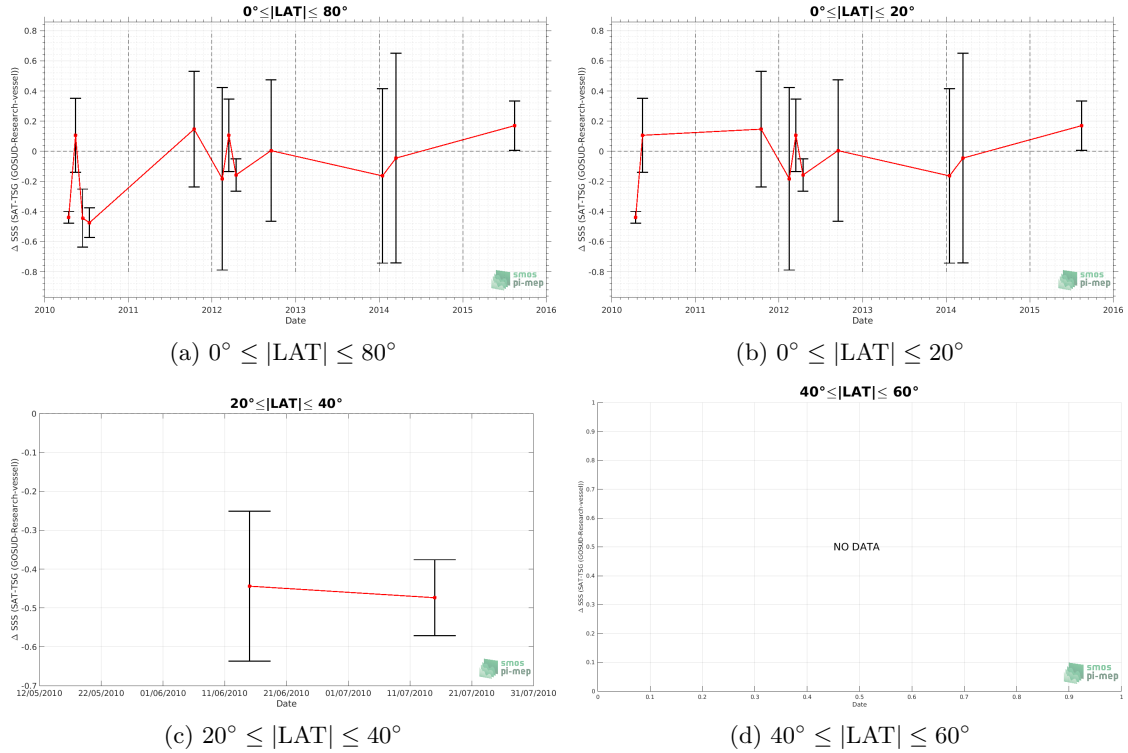 0°≤|LAT|≤ 80°
Δ SSS (SAT-TSG (GOSUD-Research-vessel))
0.8
0.6
0.4
0.2
0
-0.2
-0.4
-0.6
-0.8
2010 2011 2012 2013 2014 2015 2016
Date
smos
pi-mep
(a) 0° ≤ |LAT| ≤ 80°
0°≤|LAT|≤ 20°
Δ SSS (SAT-TSG (GOSUD-Research-vessel))
0.8
0.6
0.4
0.2
0
-0.2
-0.4
-0.6
-0.8
2010 2011 2012 2013 2014 2015 2016
Date
smos
pi-mep
(b) 0° ≤ |LAT| ≤ 20°
20°≤|LAT|≤ 40°
Δ SSS (SAT-TSG (GOSUD-Research-vessel))
0
-0.1
-0.2
-0.3
-0.4
-0.5
-0.6
-0.7
12/05/2010 22/05/2010 01/06/2010 11/06/2010 21/06/2010 01/07/2010 11/07/2010 21/07/2010 31/07/2010
Date
smos
pi-mep
(c) 20° ≤ |LAT| ≤ 40°
40°≤|LAT|≤ 60°
Δ SSS (SAT-TSG (GOSUD-Research-vessel))
1
0.9
0.8
0.7
0.6
0.5
0.4
0.3
0.2
0.1
0
NO DATA
0 0.1 0.2 0.3 0.4 0.5 0.6 0.7 0.8 0.9 1
Date
smos
pi-mep
(d) 40° ≤ |LAT| ≤ 60°